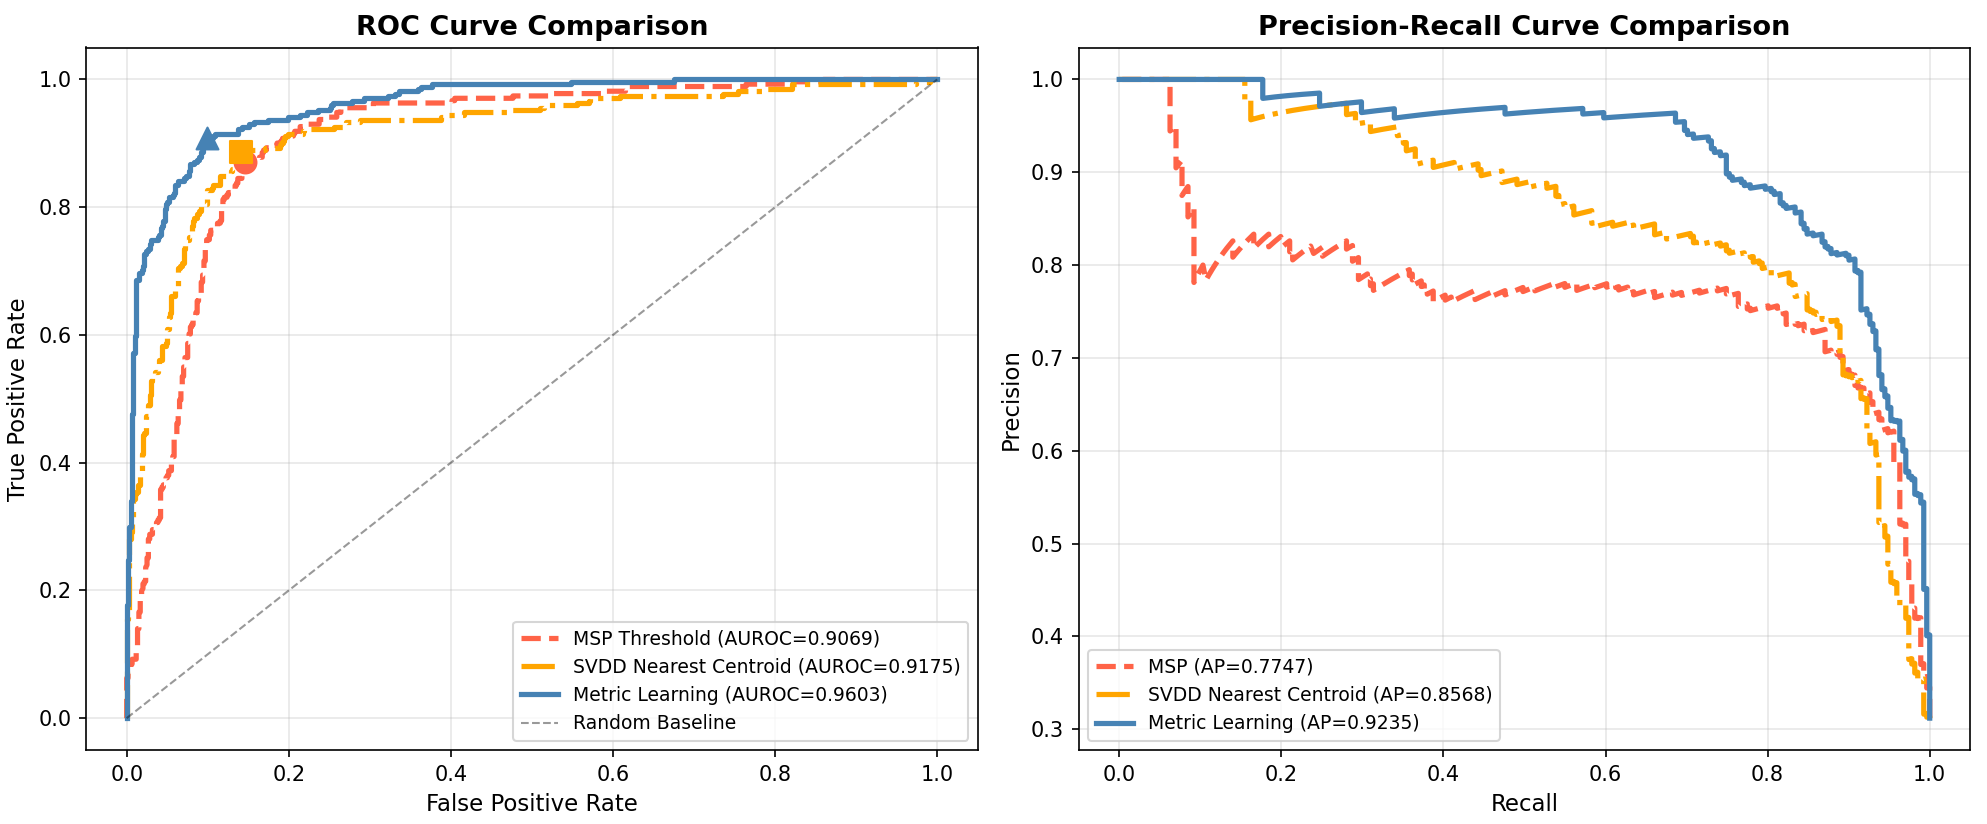 ROC Curve Comparison
True Positive Rate
1.0
0.8
0.6
0.4
0.2
0.0
MSP Threshold (AUROC=0.9069)
SVDD Nearest Centroid (AUROC=0.9175)
Metric Learning (AUROC=0.9603)
Random Baseline
0.0 0.2 0.4 0.6 0.8 1.0
False Positive Rate
Precision-Recall Curve Comparison
Precision
1.0
0.9
0.8
0.7
0.6
0.5
0.4
0.3
MSP (AP=0.7747)
SVDD Nearest Centroid (AP=0.8568)
Metric Learning (AP=0.9235)
0.0 0.2 0.4 0.6 0.8 1.0
Recall